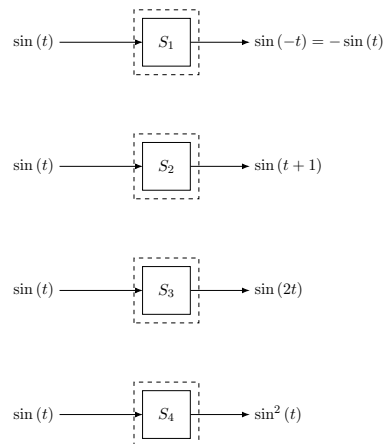 sin (t) S₁ sin (−t) = − sin (t)
sin (t) S₂ sin (t + 1)
sin (t) S₃ sin (2t)
sin (t) S₄ sin² (t)